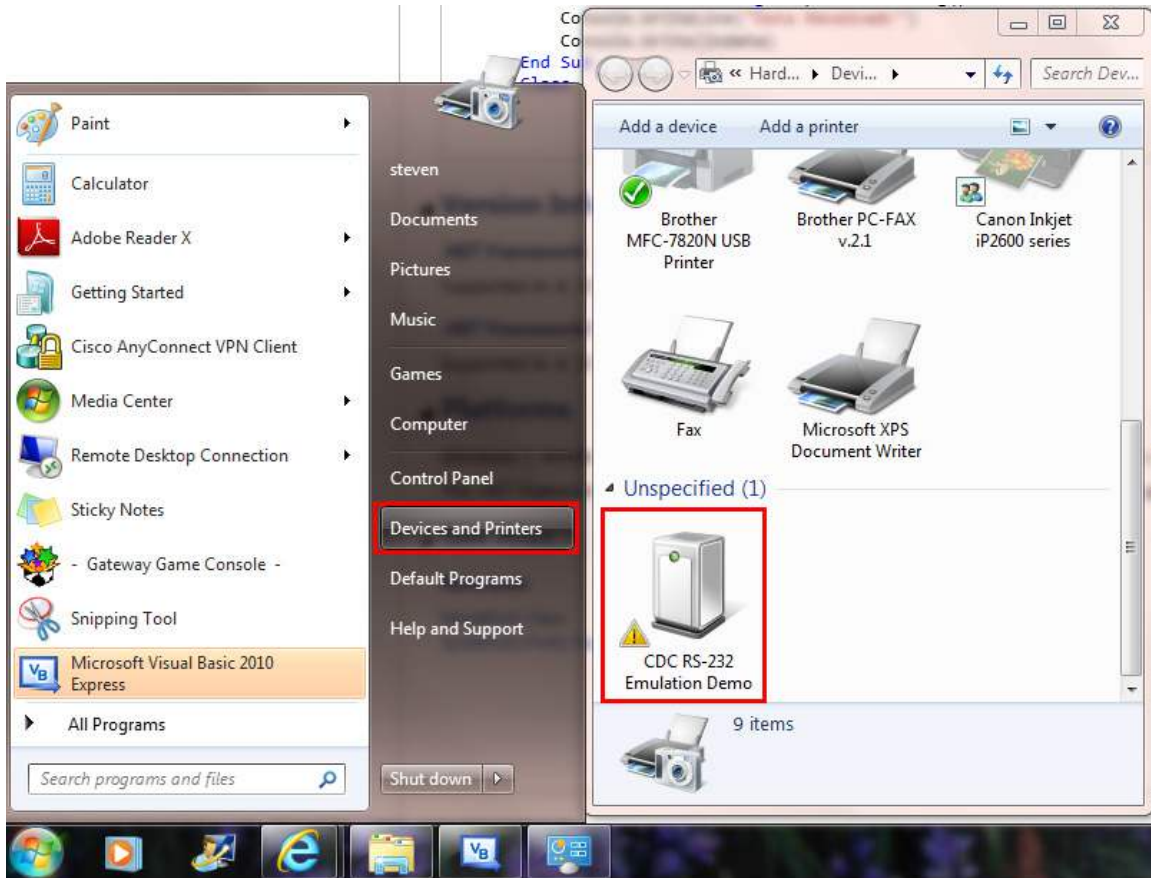 Co
Co
End Su
Class
« Hard... ▸ Devi... ▸
Search Dev...
Add a device
Add a printer
Brother
MFC-7820N USB
Printer
Brother PC-FAX
v.2.1
Canon Inkjet
iP2600 series
Fax
Microsoft XPS
Document Writer
Unspecified (1)
CDC RS-232
Emulation Demo
9 items
Paint
Calculator
Adobe Reader X
Getting Started
Cisco AnyConnect VPN Client
Media Center
Remote Desktop Connection
Sticky Notes
- Gateway Game Console -
Snipping Tool
Microsoft Visual Basic 2010
Express
All Programs
Search programs and files
steven
Documents
Pictures
Music
Games
Computer
Control Panel
Devices and Printers
Default Programs
Help and Support
Shut down